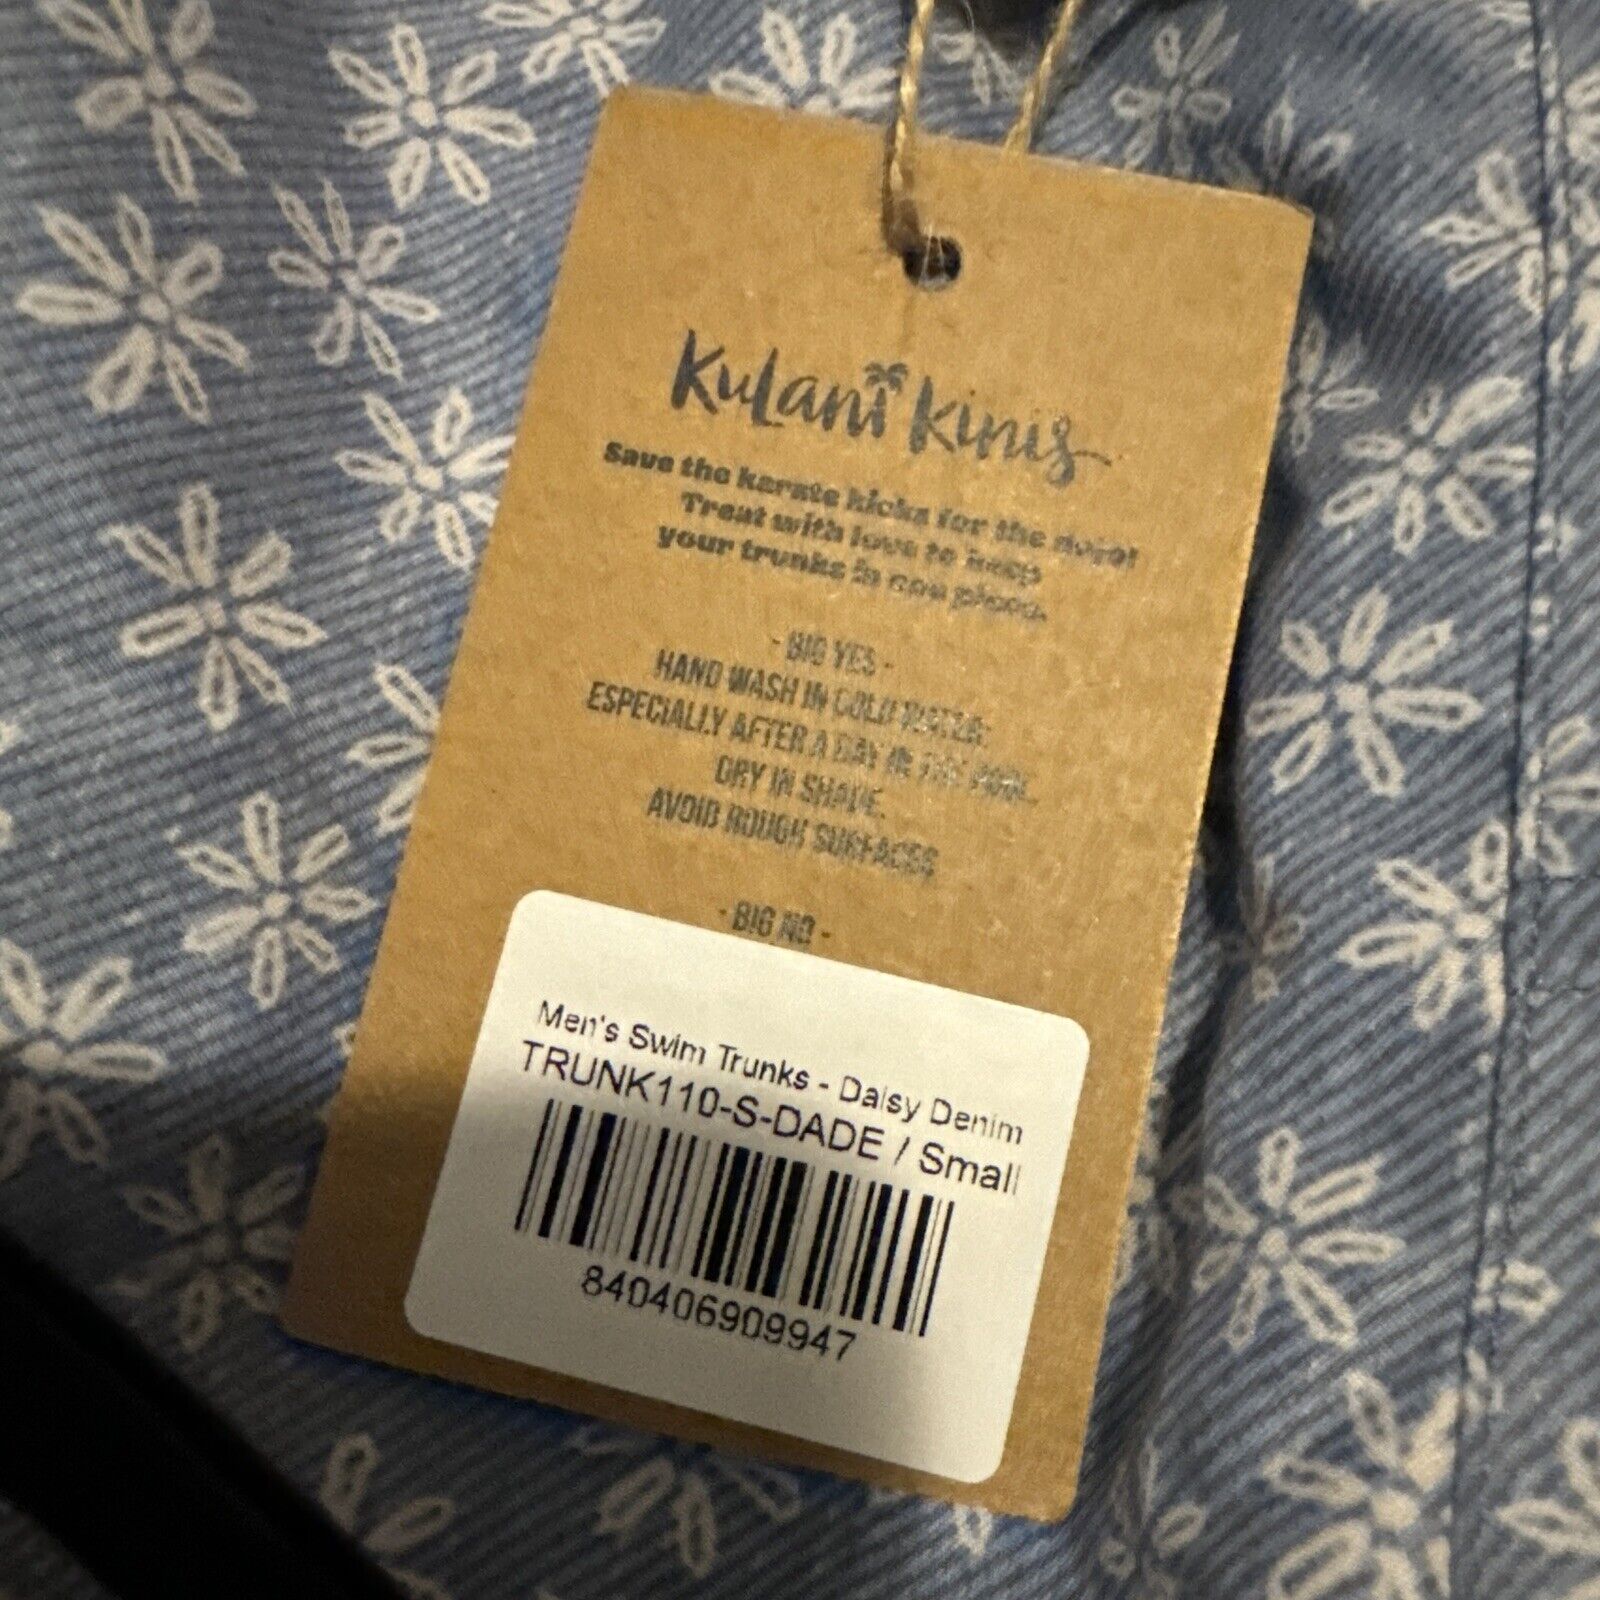 Kulani Kinis
Save the karate kicks for the dojo!
Treat with love to keep
your trunks in one piece.
- BIG YES -
HAND WASH IN COLD WATER.
ESPECIALLY AFTER A DAY IN THE POOL.
DRY IN SHADE.
AVOID ROUGH SURFACES
- BIG NO -
Men's Swim Trunks - Daisy Denim
TRUNK110-S-DADE / Small
840406909947